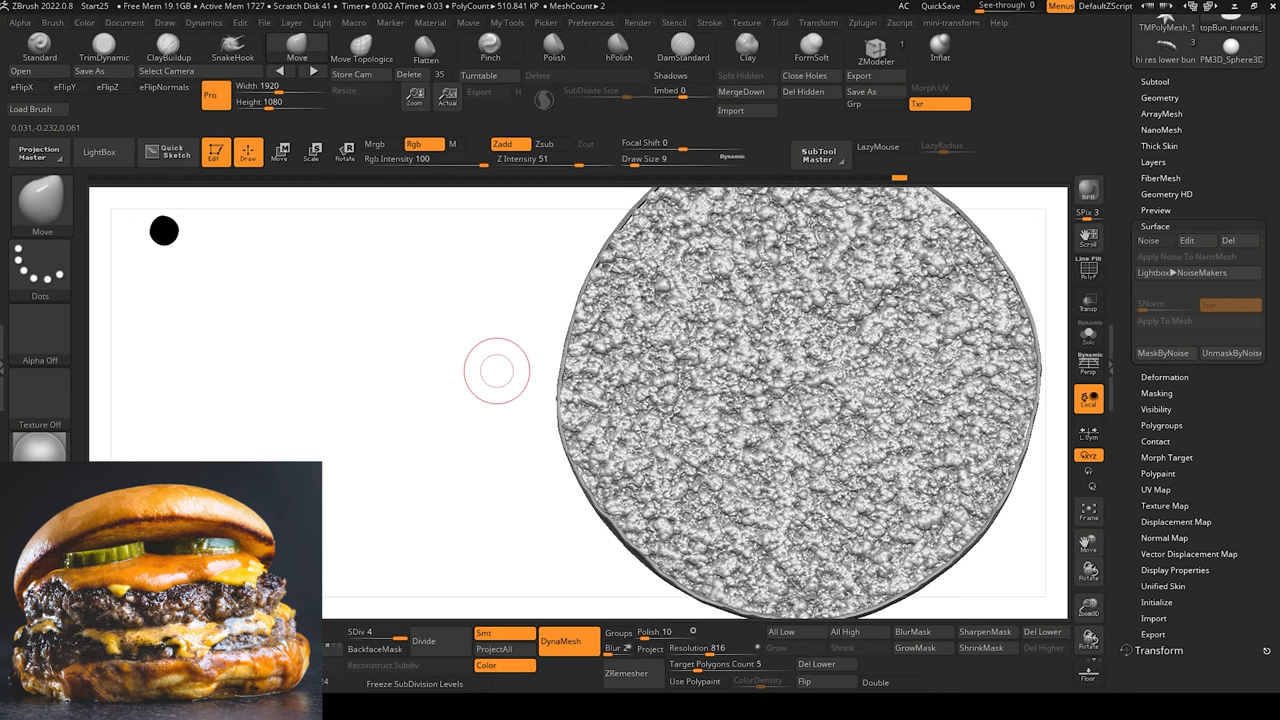 ZBrush 2022.0.8 Start25 • Free Mem 19.1GB • Active Mem 1727 • Scratch Disk 41 • Timer▸0.002 ATime▸0.03 • PolyCount▸510.841 KP • MeshCount▸2 AC QuickSave See-through 0 Menus DefaultZScript
Alpha Brush Color Document Draw Dynamics Edit File Layer Light Macro Marker Material Movie My Tools Picker Preferences Render Stencil Stroke Texture Tool Transform Zplugin Zscript mini-transform Help
Standard TrimDynamic ClayBuildup SnakeHook Move Move Topological Flatten Pinch Polish hPolish DamStandard Clay FormSoft ZModeler 1 Inflat
TMPolyMesh_1 topBun_innards_
3
hi res lower bun PM3D_Sphere3D
Open Save As Select Camera Store Cam Delete 35 Turntable Delete Shadows Split Hidden Close Holes Export Morph UV
eFlipX eFlipY eFlipZ eFlipNormals Pro Width 1920 Height 1080 Resize Zoom Actual Export H SubDivide Size Imbed 0 MergeDown Del Hidden Save As
Load Brush Import Grp Txr
0.031,-0.232,0.061
Projection Master LightBox Quick Sketch Edit Draw Move Scale Rotate Mrgb Rgb M Zadd Zsub Zcut Focal Shift 0 SubTool Master LazyMouse LazyRadius
Rgb Intensity 100 Z Intensity 51 Draw Size 9 Dynamic
Move
Dots
Alpha Off
Texture Off
BPR
SPix 3
Scroll
Line Fill
PolyF
Transp
Dynamic
Solo
Dynamic
Persp
Local
L.Sym
Frame
Move
Rotate
Zoom3D
Rotate
Floor
Subtool
Geometry
ArrayMesh
NanoMesh
Thick Skin
Layers
FiberMesh
Geometry HD
Preview
Surface
Noise Edit Del
Apply Noise To NanoMesh
Lightbox▶NoiseMakers
SNorm Suv
Apply To Mesh
MaskByNoise UnmaskByNoise
Deformation
Masking
Visibility
Polygroups
Contact
Morph Target
Polypaint
UV Map
Texture Map
Displacement Map
Normal Map
Vector Displacement Map
Display Properties
Unified Skin
Initialize
Import
Export
Transform
SDiv 4 Divide Smt DynaMesh Groups Polish 10 All Low All High BlurMask SharpenMask Del Lower
BackfaceMask ProjectAll Blur 2 Project Resolution 816 Grow Shrink GrowMask ShrinkMask Del Higher
Reconstruct Subdiv Color ZRemesher Target Polygons Count 5 Del Lower
24 Freeze SubDivision Levels Use Polypaint ColorDensity Flip Double